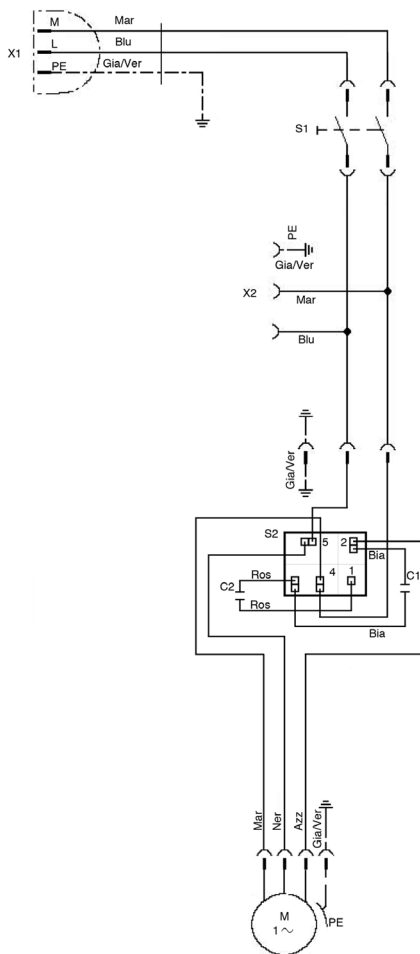 M
Mar
L
Blu
X1
PE
Gia/Ver
S1
PE
Gia/Ver
X2
Mar
Blu
Gia/Ver
S2
5
2
Bia
Ros
4
1
C2
C1
Ros
Bia
Mar
Ner
Azz
Gia/Ver
M
1
PE